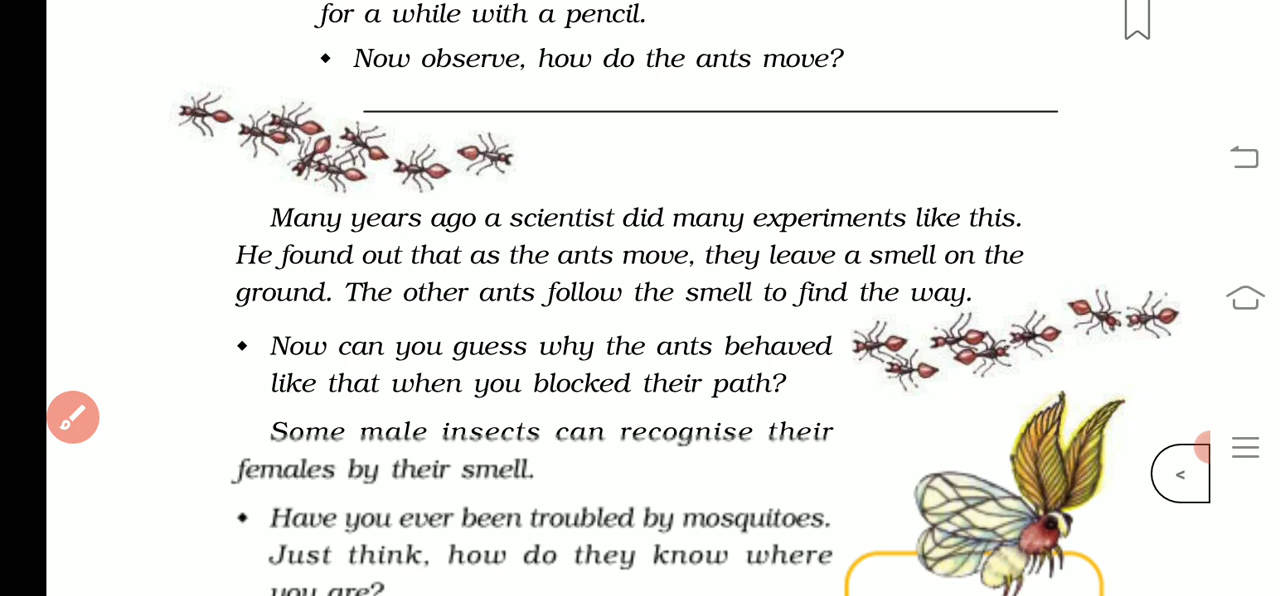 for a while with a pencil.
◆ Now observe, how do the ants move?
Many years ago a scientist did many experiments like this.
He found out that as the ants move, they leave a smell on the
ground. The other ants follow the smell to find the way.
◆ Now can you guess why the ants behaved
like that when you blocked their path?
Some male insects can recognise their
females by their smell.
◆ Have you ever been troubled by mosquitoes.
Just think, how do they know where
you are?